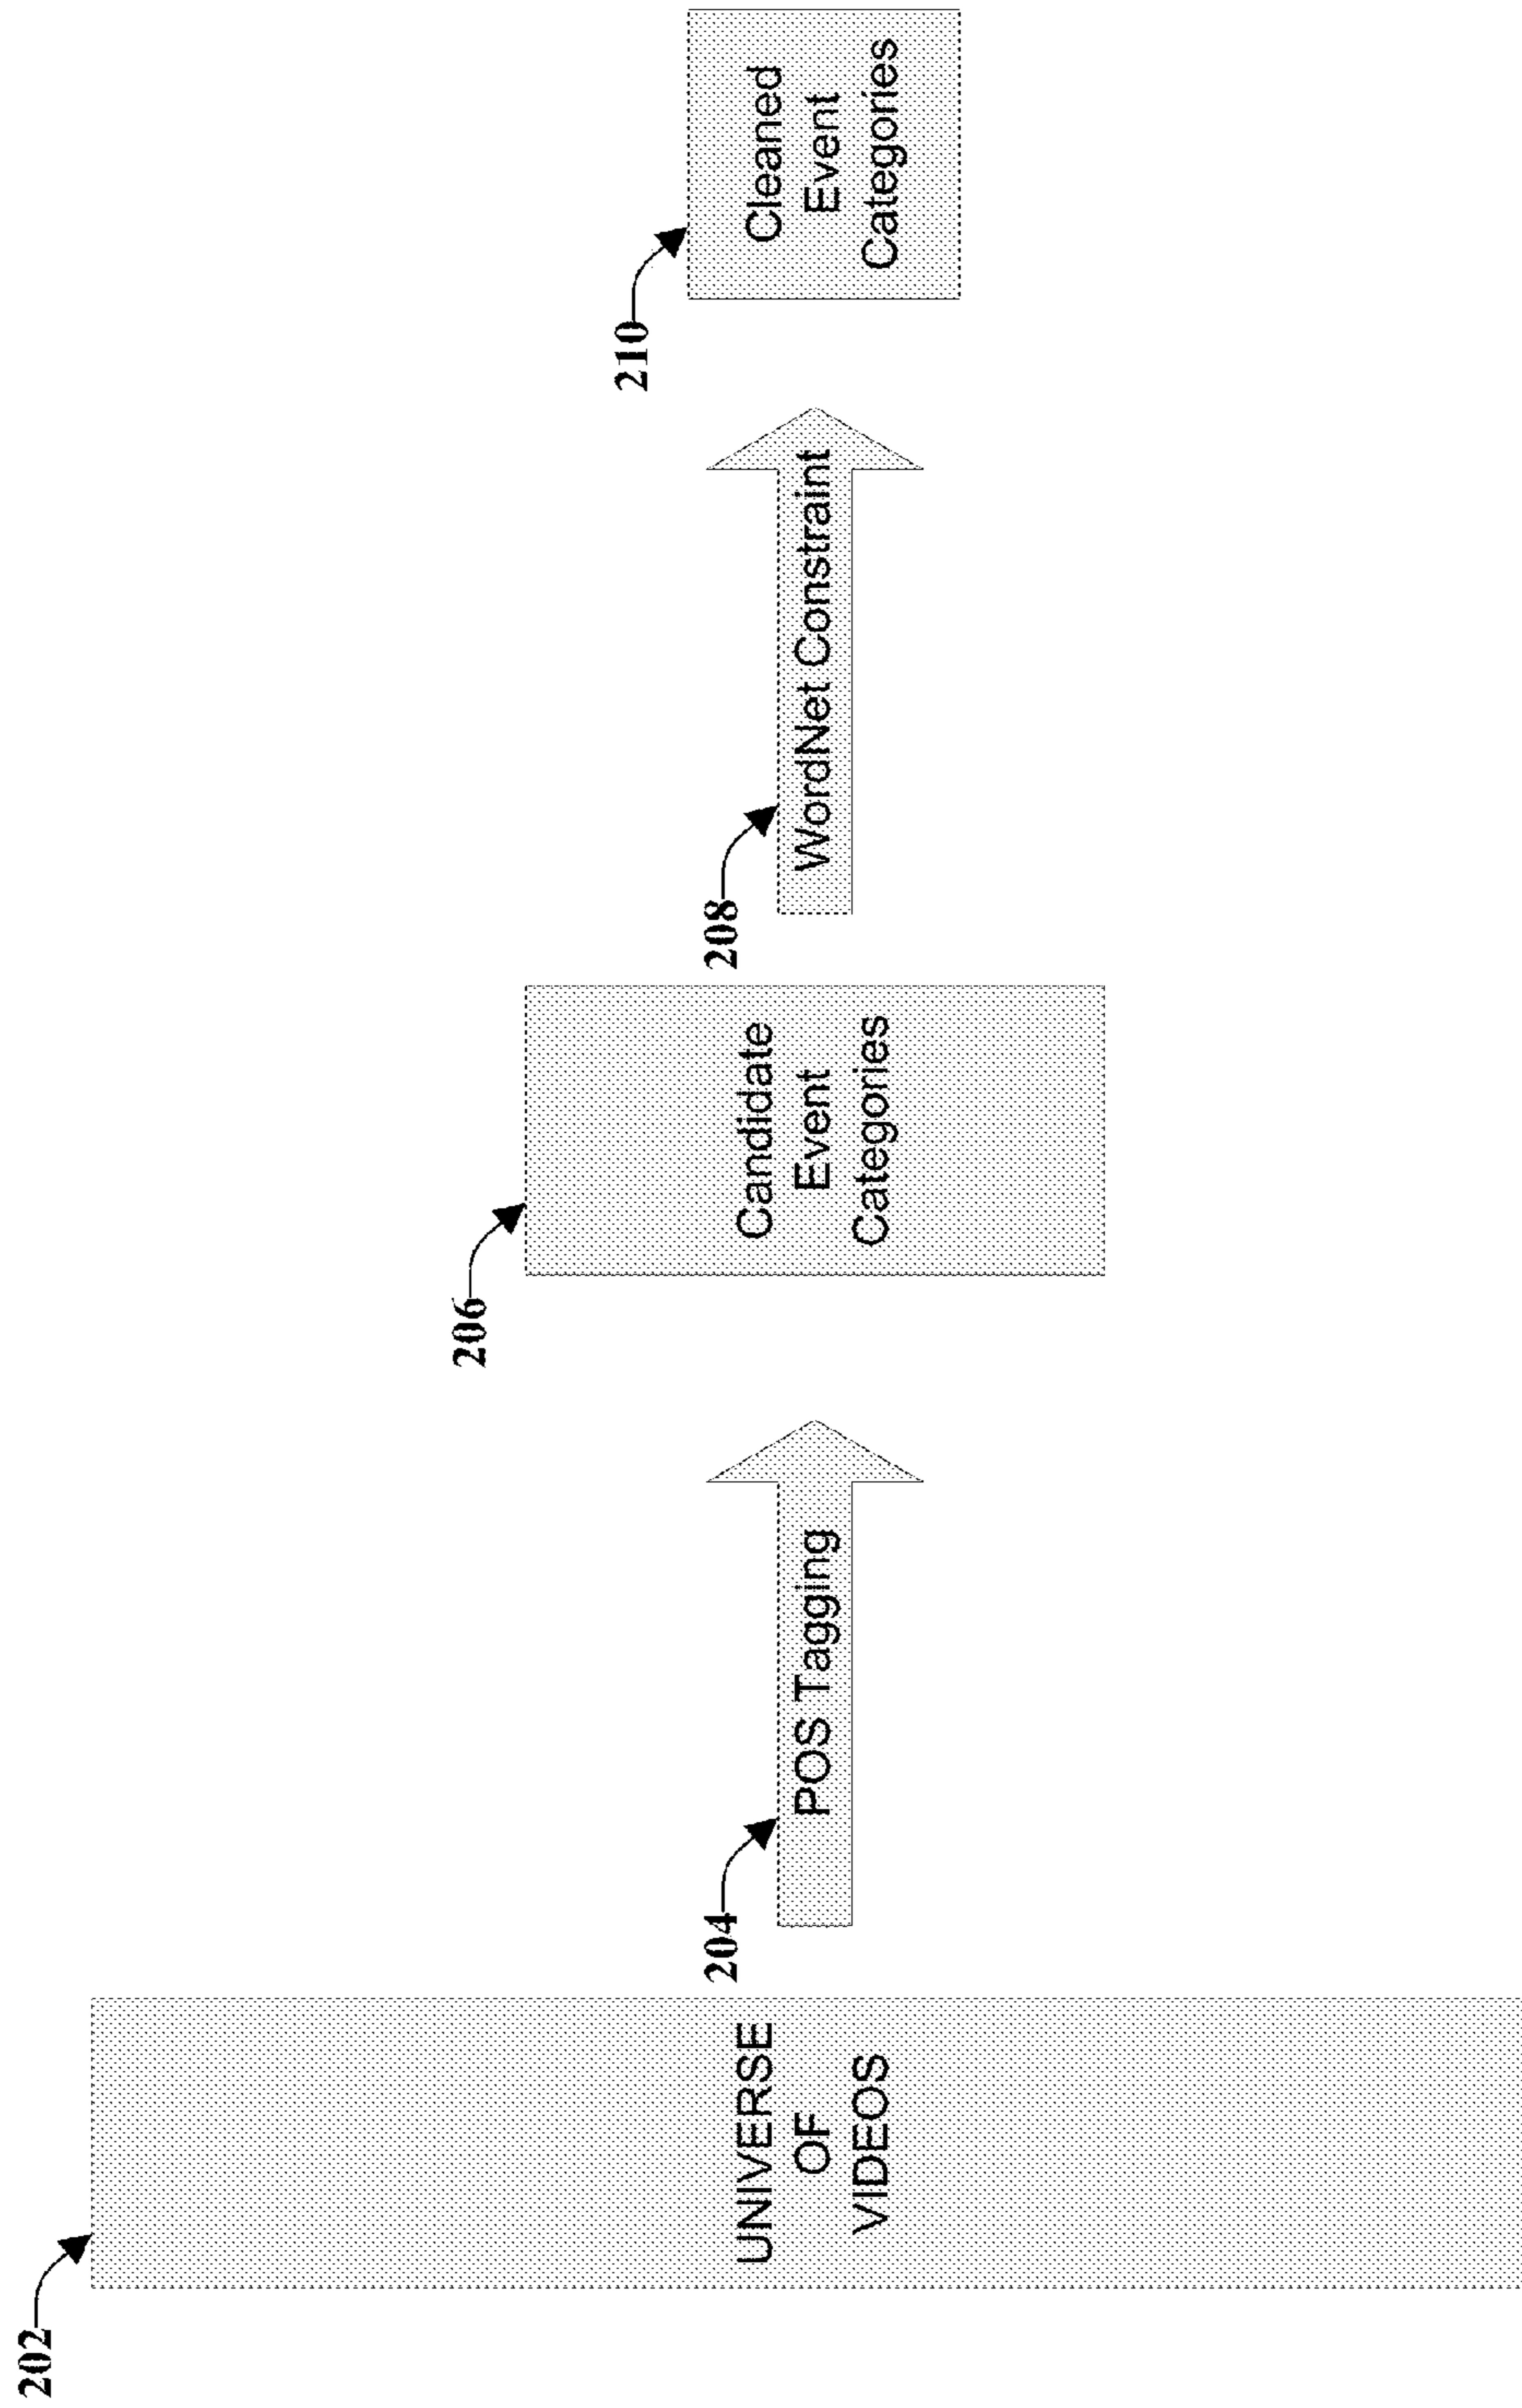 202
UNIVERSE
OF
VIDEOS
204
POS Tagging
206
Candidate
Event
Categories
208
WordNet Constraint
210
Cleaned
Event
Categories